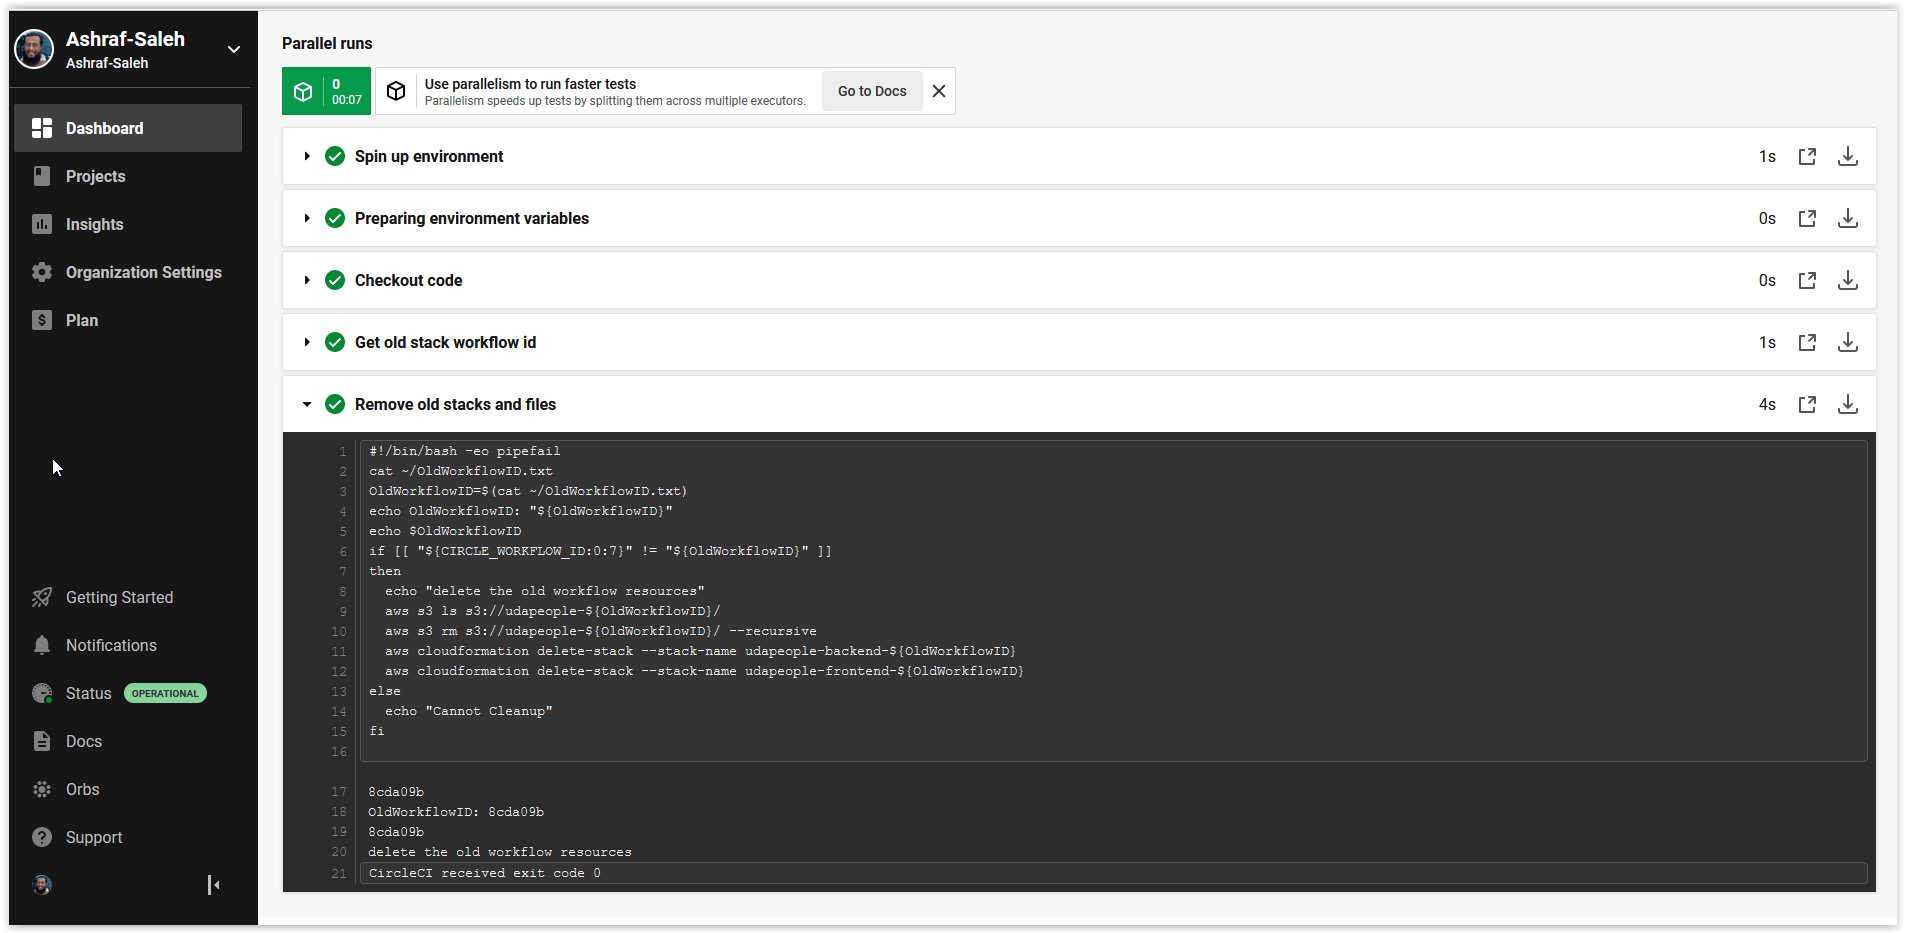 Ashraf-Saleh
Ashraf-Saleh
Dashboard
Projects
Insights
Organization Settings
Plan
Getting Started
Notifications
Status OPERATIONAL
Docs
Orbs
Support
Parallel runs
0
00:07
Use parallelism to run faster tests
Parallelism speeds up tests by splitting them across multiple executors.
Go to Docs
Spin up environment 1s
Preparing environment variables 0s
Checkout code 0s
Get old stack workflow id 1s
Remove old stacks and files 4s
1 #!/bin/bash -eo pipefail
2 cat ~/OldWorkflowID.txt
3 OldWorkflowID=$(cat ~/OldWorkflowID.txt)
4 echo OldWorkflowID: "${OldWorkflowID}"
5 echo $OldWorkflowID
6 if [[ "${CIRCLE_WORKFLOW_ID:0:7}" != "${OldWorkflowID}" ]]
7 then
8 echo "delete the old workflow resources"
9 aws s3 ls s3://udapeople-${OldWorkflowID}/
10 aws s3 rm s3://udapeople-${OldWorkflowID}/ --recursive
11 aws cloudformation delete-stack --stack-name udapeople-backend-${OldWorkflowID}
12 aws cloudformation delete-stack --stack-name udapeople-frontend-${OldWorkflowID}
13 else
14 echo "Cannot Cleanup"
15 fi
16
17 8cda09b
18 OldWorkflowID: 8cda09b
19 8cda09b
20 delete the old workflow resources
21 CircleCI received exit code 0